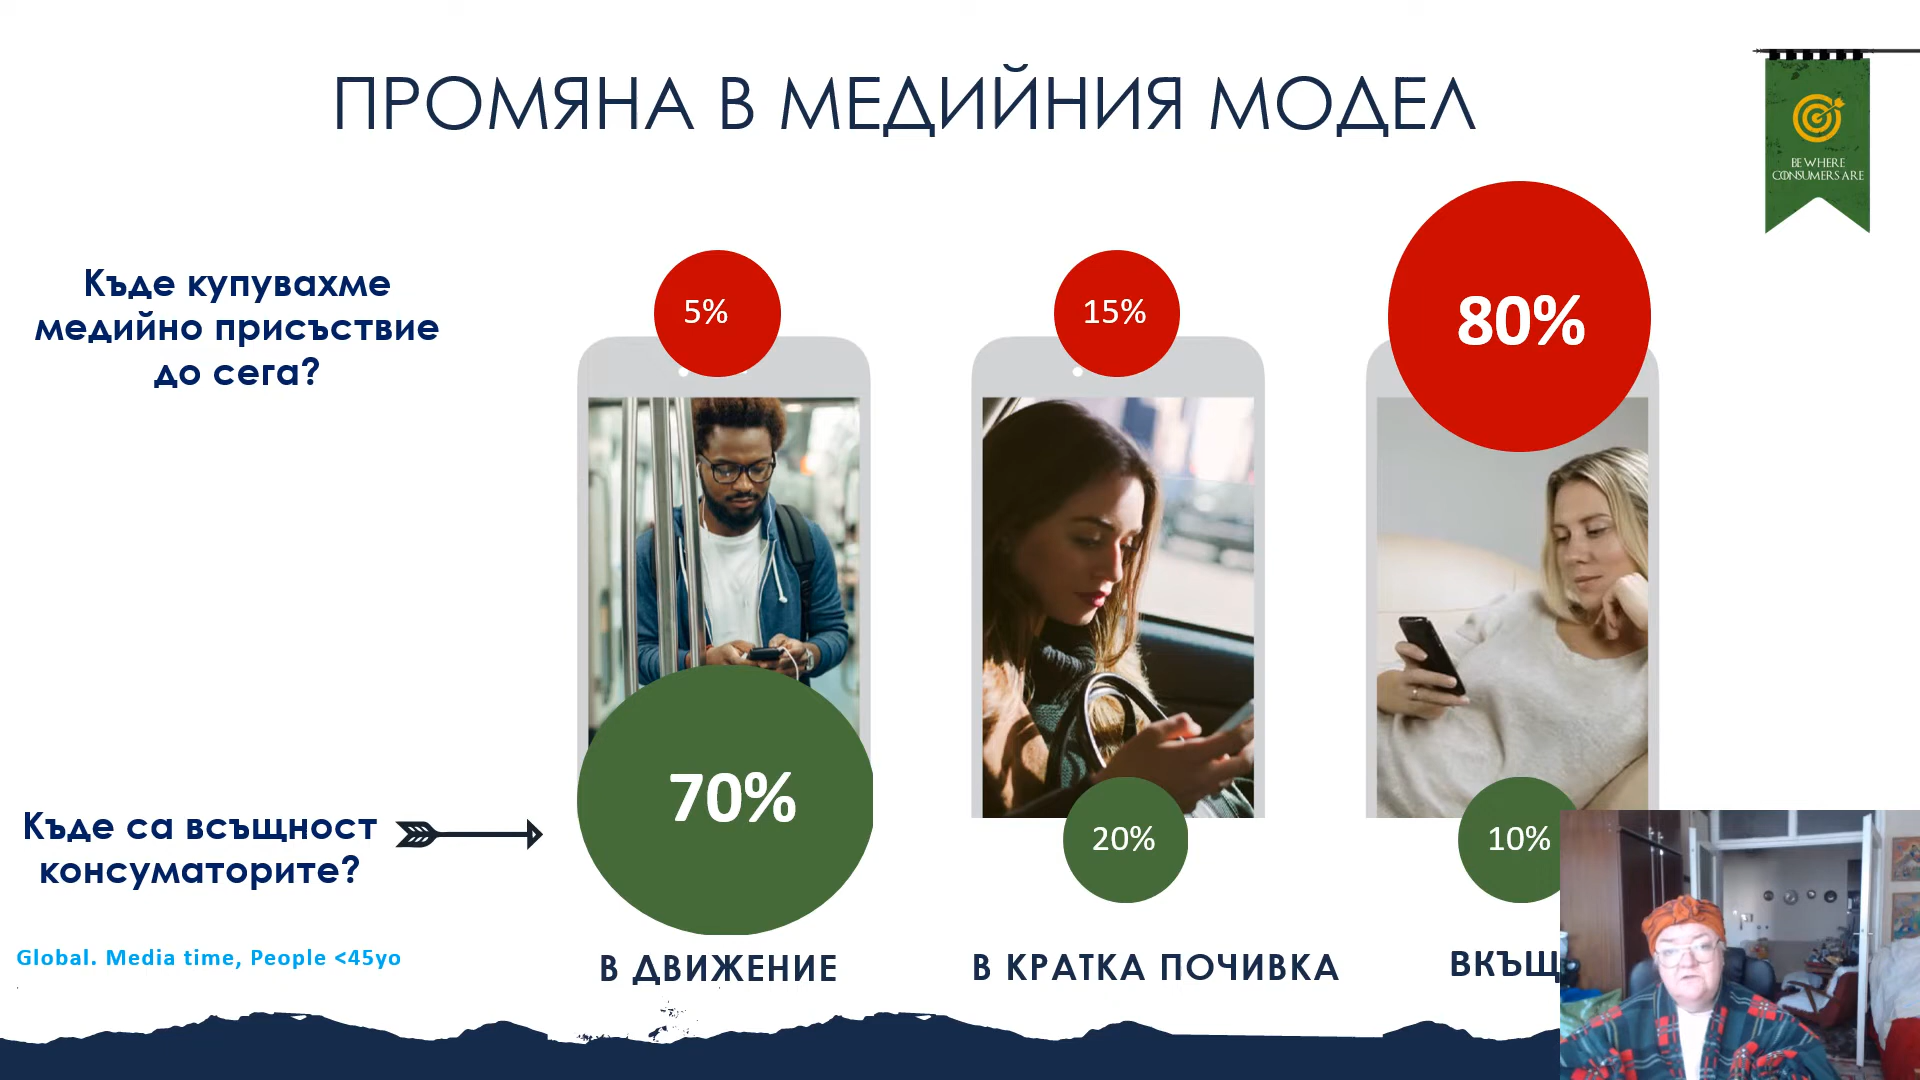 ПРОМЯНА В МЕДИЙНИЯ МОДЕЛ
BE WHERE
CONSUMERS ARE
Къде купувахме
медийно присъствие
до сега?
5%
15%
80%
Къде са всъщност
консуматорите?
70%
20%
10%
Global. Media time, People <45yo
В ДВИЖЕНИЕ
В КРАТКА ПОЧИВКА